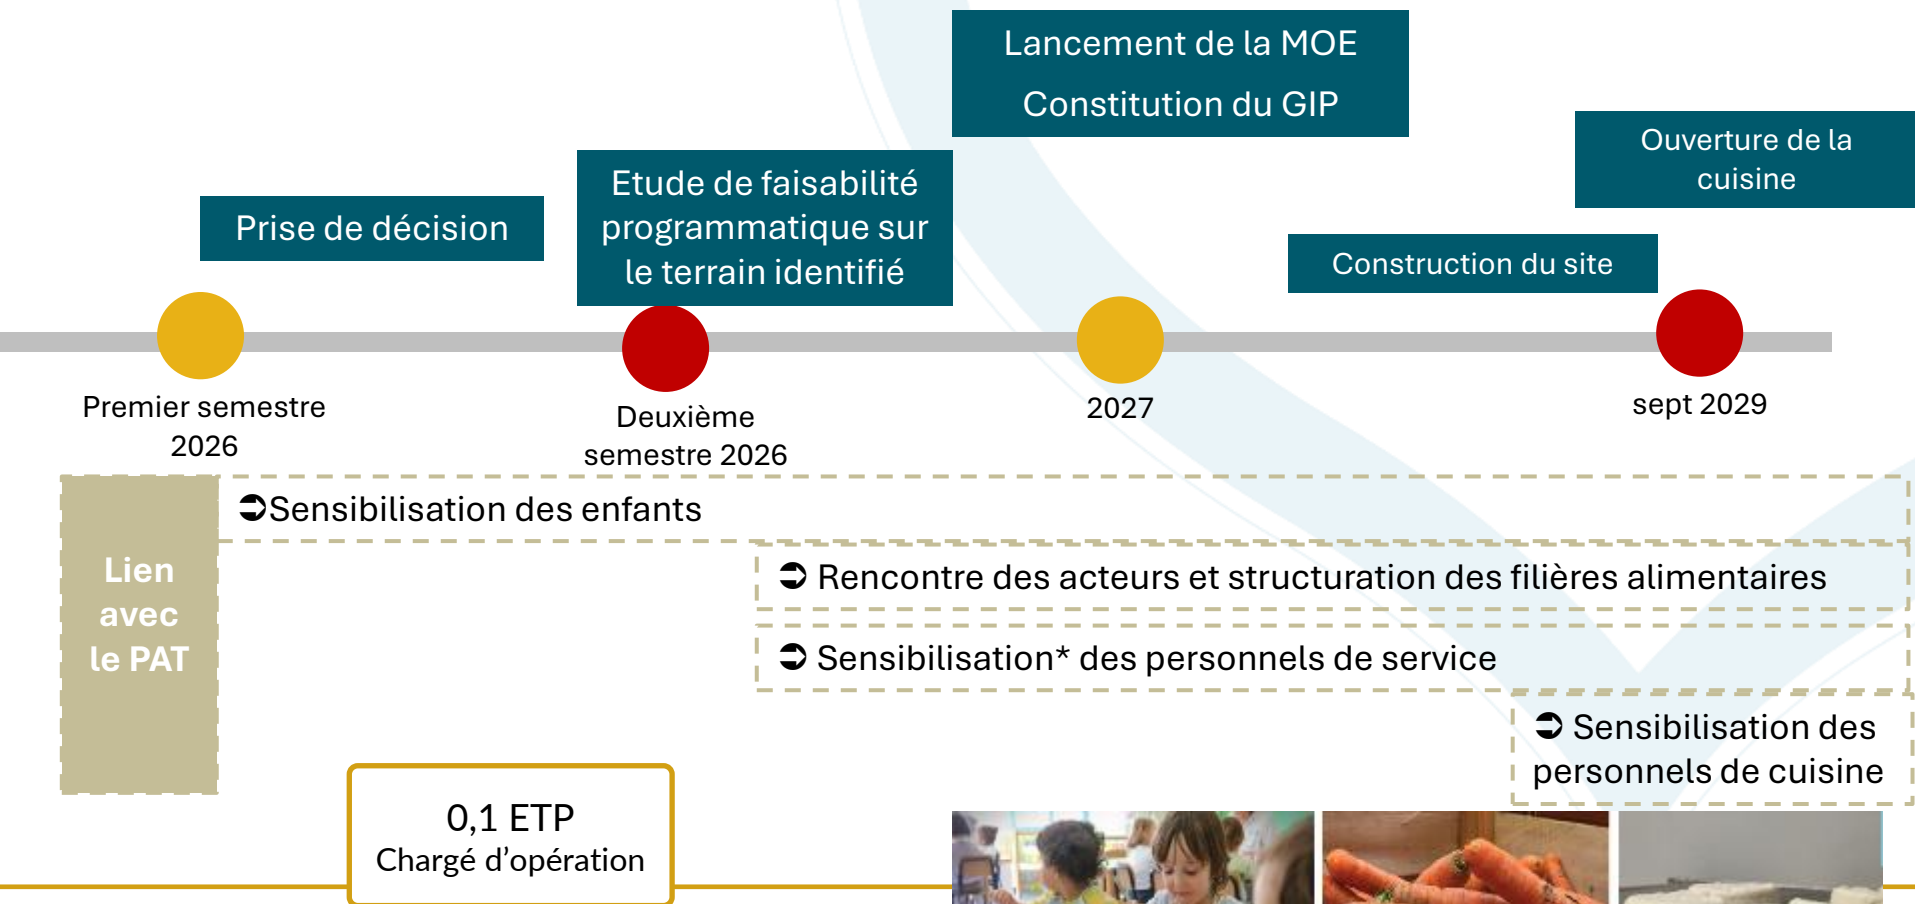 Lancement de la MOE
Constitution du GIP
Ouverture de la
cuisine
Etude de faisabilité
programmatique sur
le terrain identifié
Prise de décision
Construction du site
Premier semestre
2026
Deuxième
semestre 2026
2027
sept 2029
Lien
avec
le PAT
➲Sensibilisation des enfants
➲ Rencontre des acteurs et structuration des filières alimentaires
➲ Sensibilisation* des personnels de service
➲ Sensibilisation des
personnels de cuisine
0,1 ETP
Chargé d’opération